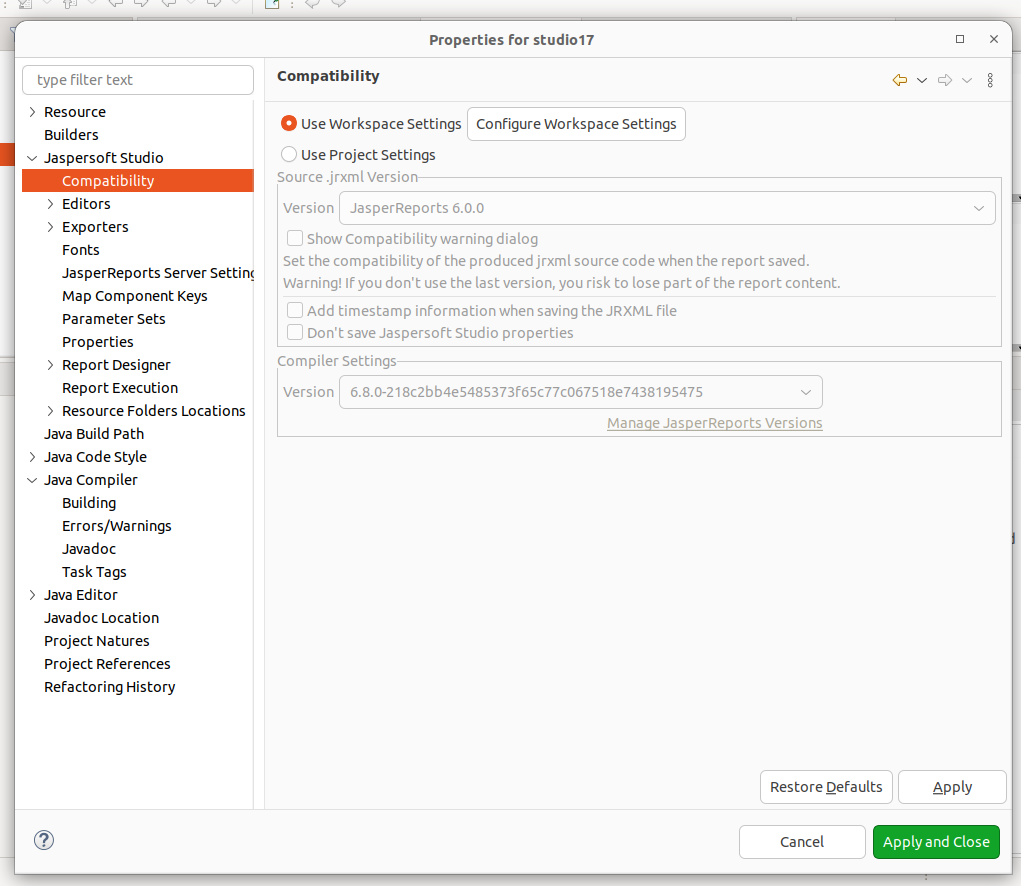 Properties for studio17
type filter text
Resource
Builders
Jaspersoft Studio
Compatibility
Editors
Exporters
Fonts
JasperReports Server Setting
Map Component Keys
Parameter Sets
Properties
Report Designer
Report Execution
Resource Folders Locations
Java Build Path
Java Code Style
Java Compiler
Building
Errors/Warnings
Javadoc
Task Tags
Java Editor
Javadoc Location
Project Natures
Project References
Refactoring History
Compatibility
Use Workspace Settings Configure Workspace Settings
Use Project Settings
Source .jrxml Version
Version JasperReports 6.0.0
Show Compatibility warning dialog
Set the compatibility of the produced jrxml source code when the report saved.
Warning! If you don't use the last version, you risk to lose part of the report content.
Add timestamp information when saving the JRXML file
Don't save Jaspersoft Studio properties
Compiler Settings
Version 6.8.0-218c2bb4e5485373f65c77c067518e7438195475
Manage JasperReports Versions
Restore Defaults Apply
? Cancel Apply and Close